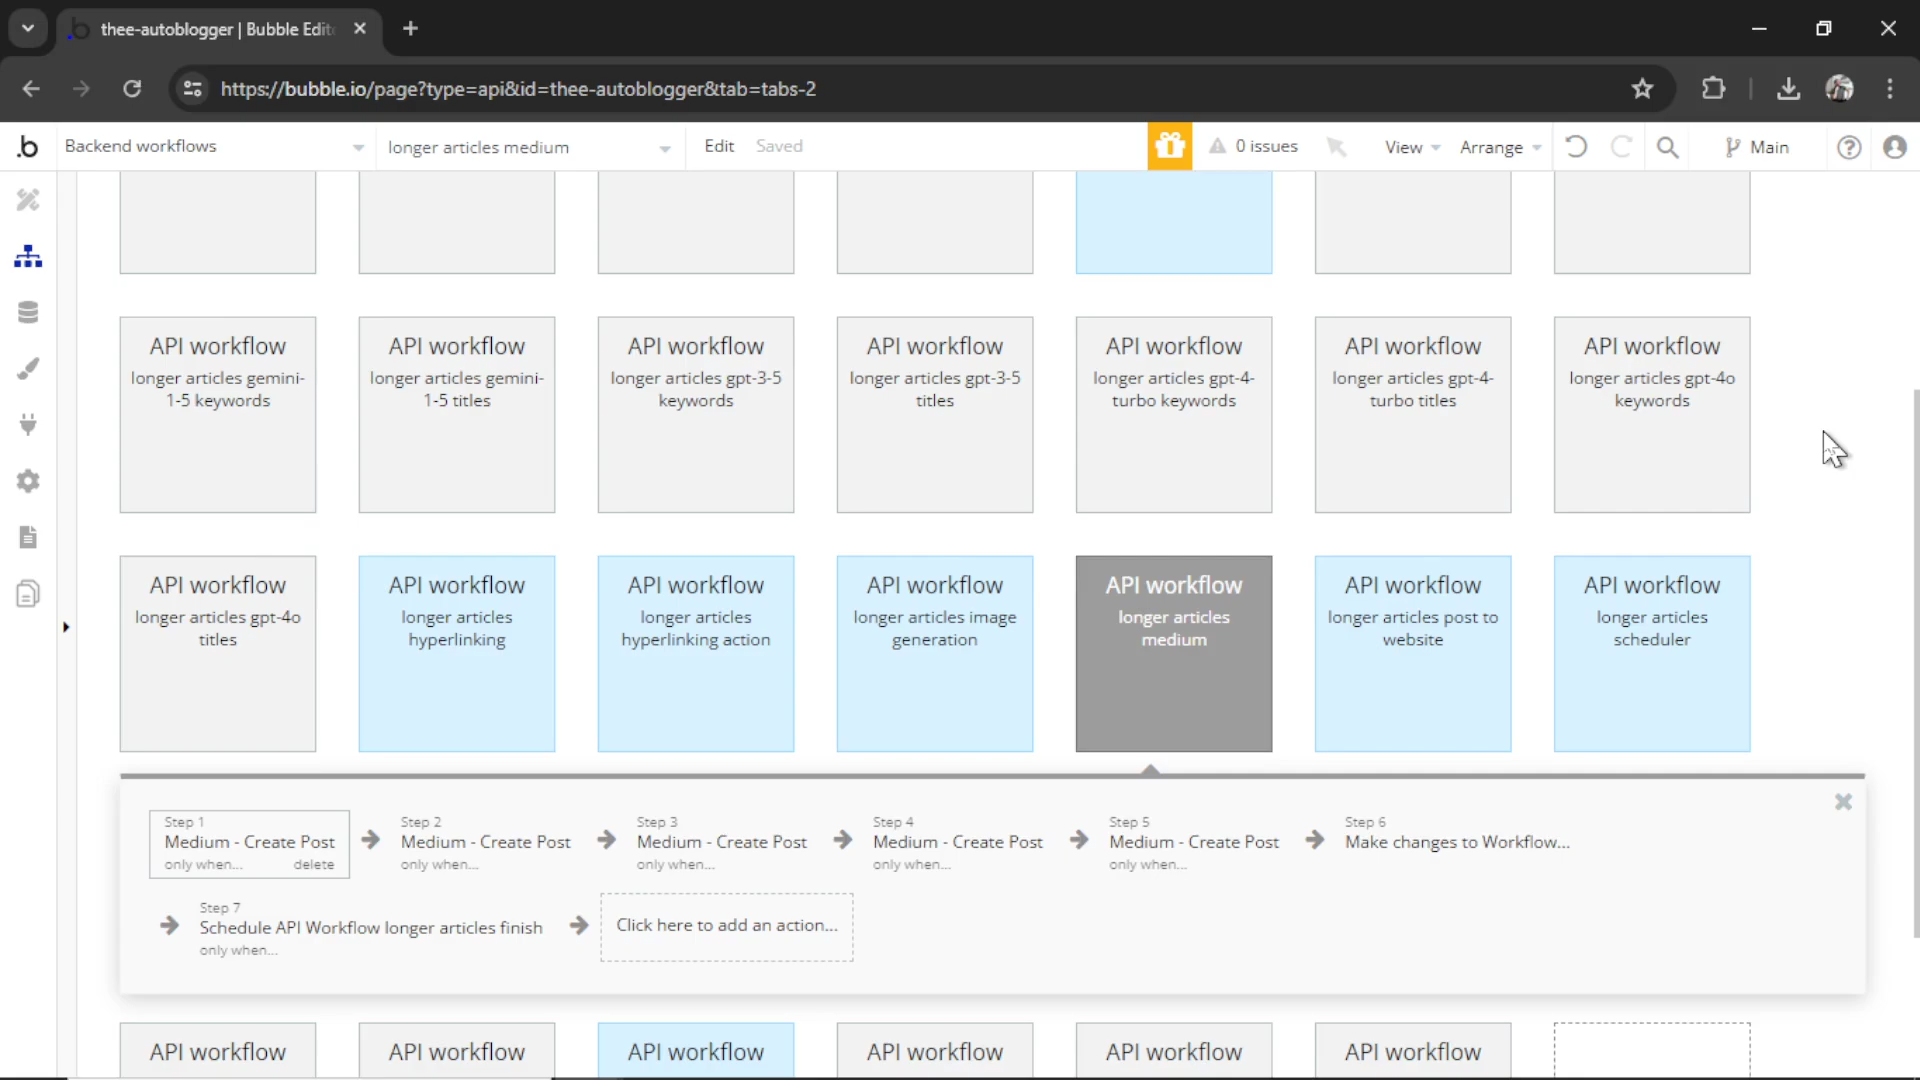 thee-autoblogger | Bubble Edit
https://bubble.io/page?type=api&id=thee-autoblogger&tab=tabs-2
.b
Backend workflows
longer articles medium
Edit
Saved
0 issues
View
Arrange
Main
API workflow
longer articles gemini-
1-5 keywords
API workflow
longer articles gemini-
1-5 titles
API workflow
longer articles gpt-3-5
keywords
API workflow
longer articles gpt-3-5
titles
API workflow
longer articles gpt-4-
turbo keywords
API workflow
longer articles gpt-4-
turbo titles
API workflow
longer articles gpt-4o
keywords
API workflow
longer articles gpt-4o
titles
API workflow
longer articles
hyperlinking
API workflow
longer articles
hyperlinking action
API workflow
longer articles image
generation
API workflow
longer articles
medium
API workflow
longer articles post to
website
API workflow
longer articles
scheduler
Step 1
Medium - Create Post
only when...
delete
Step 2
Medium - Create Post
only when...
Step 3
Medium - Create Post
only when...
Step 4
Medium - Create Post
only when...
Step 5
Medium - Create Post
only when...
Step 6
Make changes to Workflow...
Step 7
Schedule API Workflow longer articles finish
only when...
Click here to add an action...
API workflow
API workflow
API workflow
API workflow
API workflow
API workflow